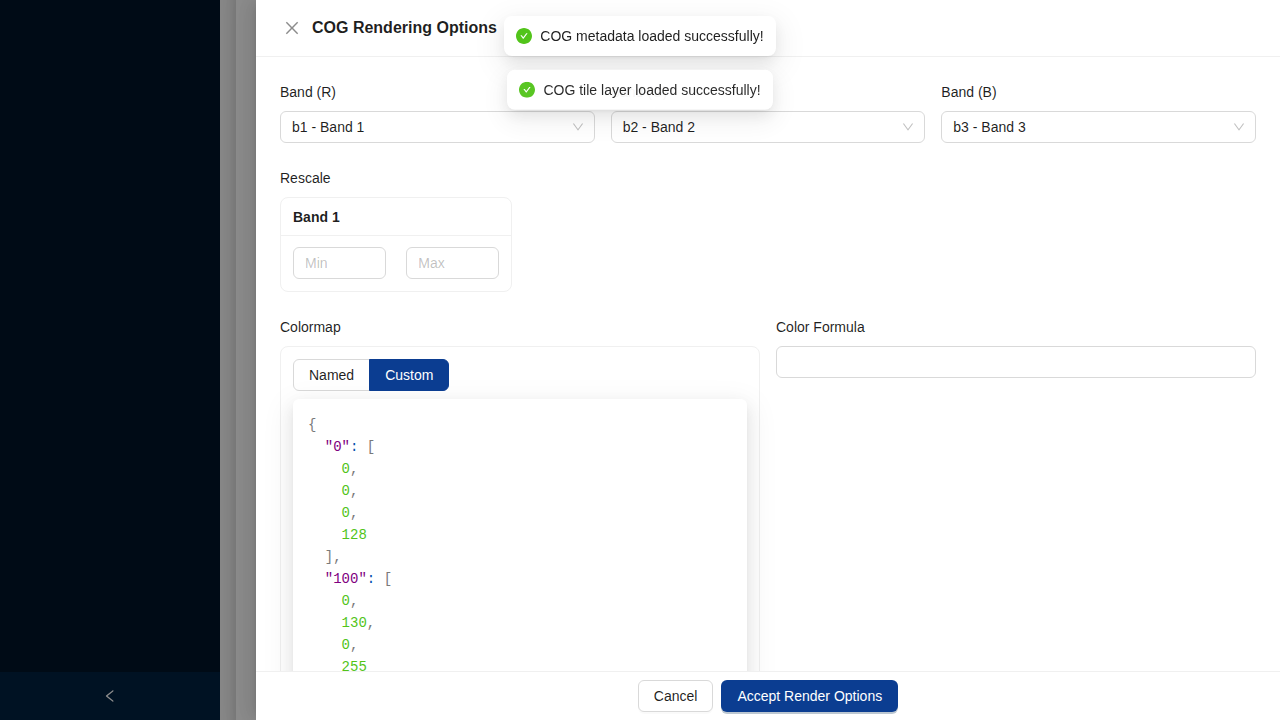 COG Rendering Options
COG metadata loaded successfully!
COG tile layer loaded successfully!
Band (R)
Band (B)
b1 - Band 1
b2 - Band 2
b3 - Band 3
Rescale
Band 1
Min
Max
Colormap
Color Formula
Named
Custom
{
"0": [
0,
0,
0,
128
],
"100": [
0,
130,
0,
255
Cancel
Accept Render Options